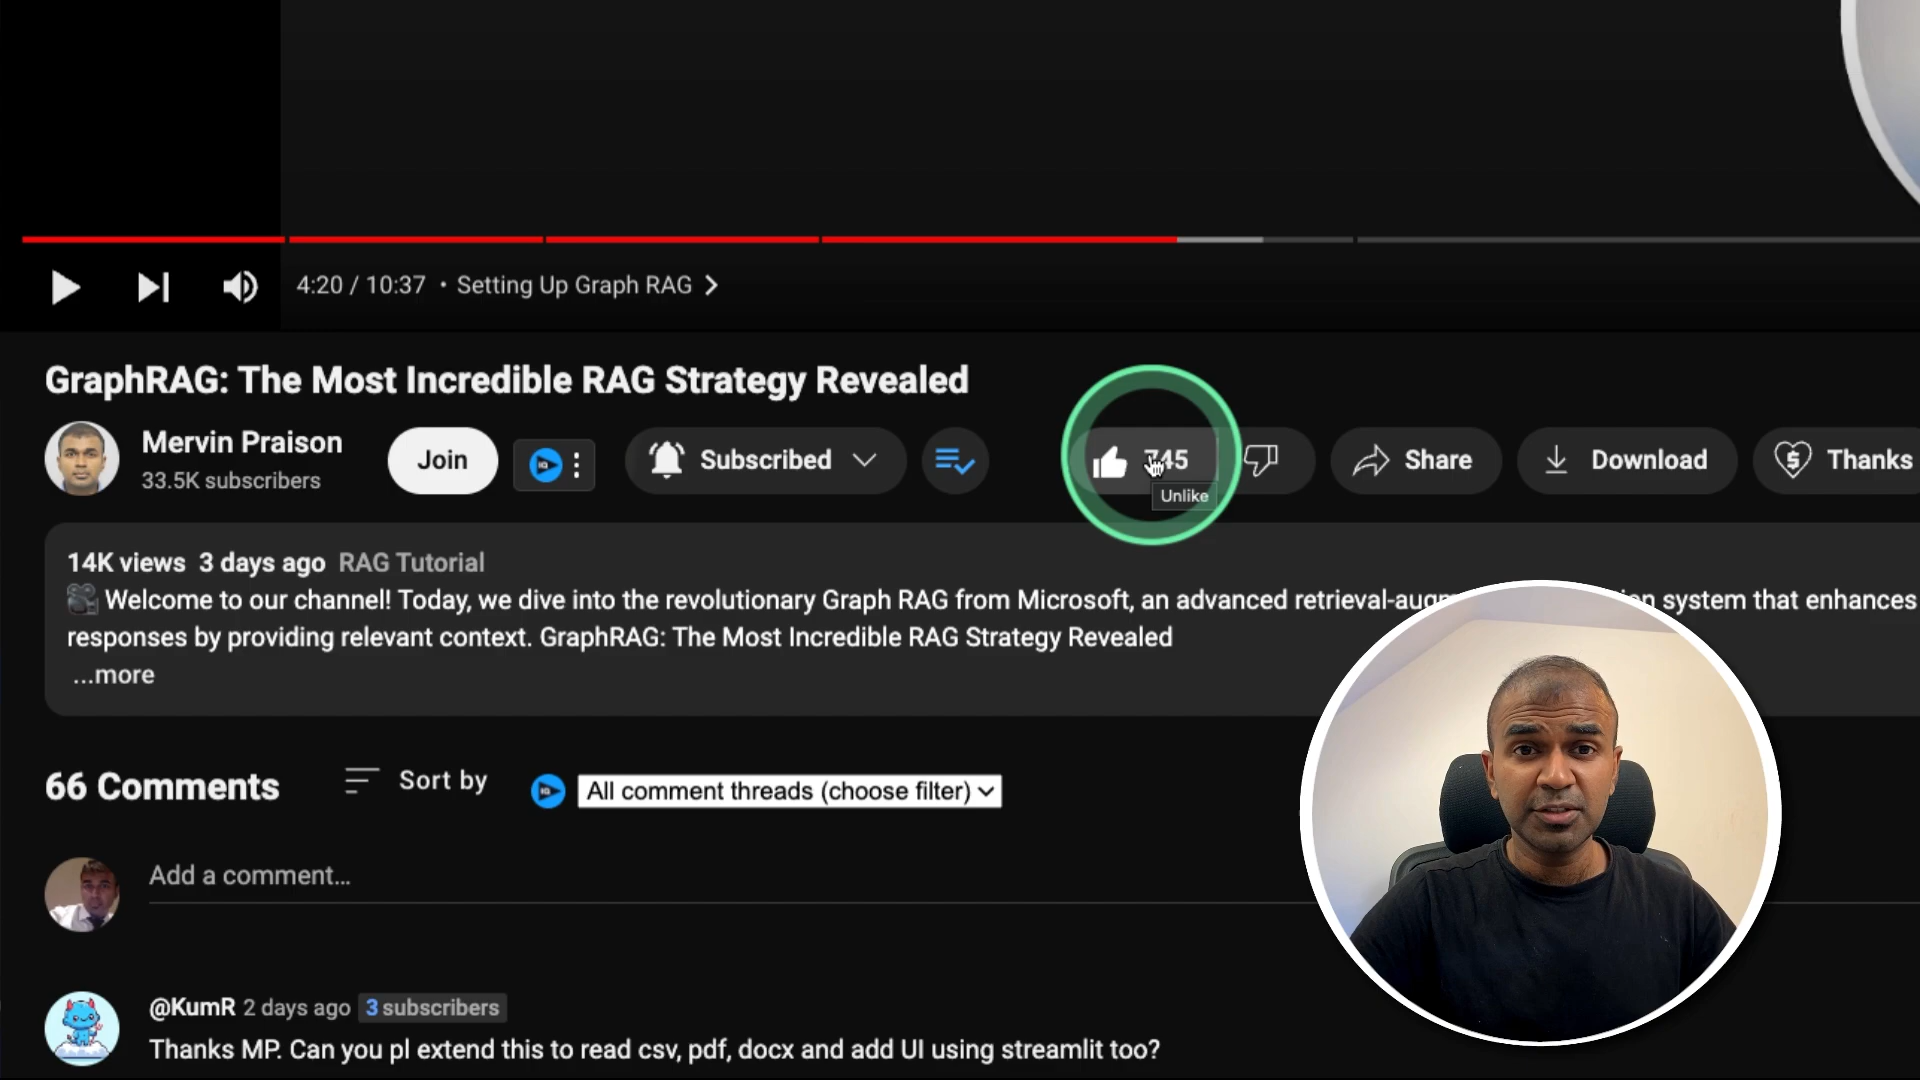 4:20 / 10:37 • Setting Up Graph RAG
GraphRAG: The Most Incredible RAG Strategy Revealed
Mervin Praison
33.5K subscribers
Join
Subscribed
745
Unlike
Share
Download
Thanks
14K views 3 days ago RAG Tutorial
Welcome to our channel! Today, we dive into the revolutionary Graph RAG from Microsoft, an advanced system that enhances
responses by providing relevant context. GraphRAG: The Most Incredible RAG Strategy Revealed
...more
66 Comments
Sort by
All comment threads (choose filter)
Add a comment...
@KumR 2 days ago 3 subscribers
Thanks MP. Can you pl extend this to read csv, pdf, docx and add UI using streamlit too?